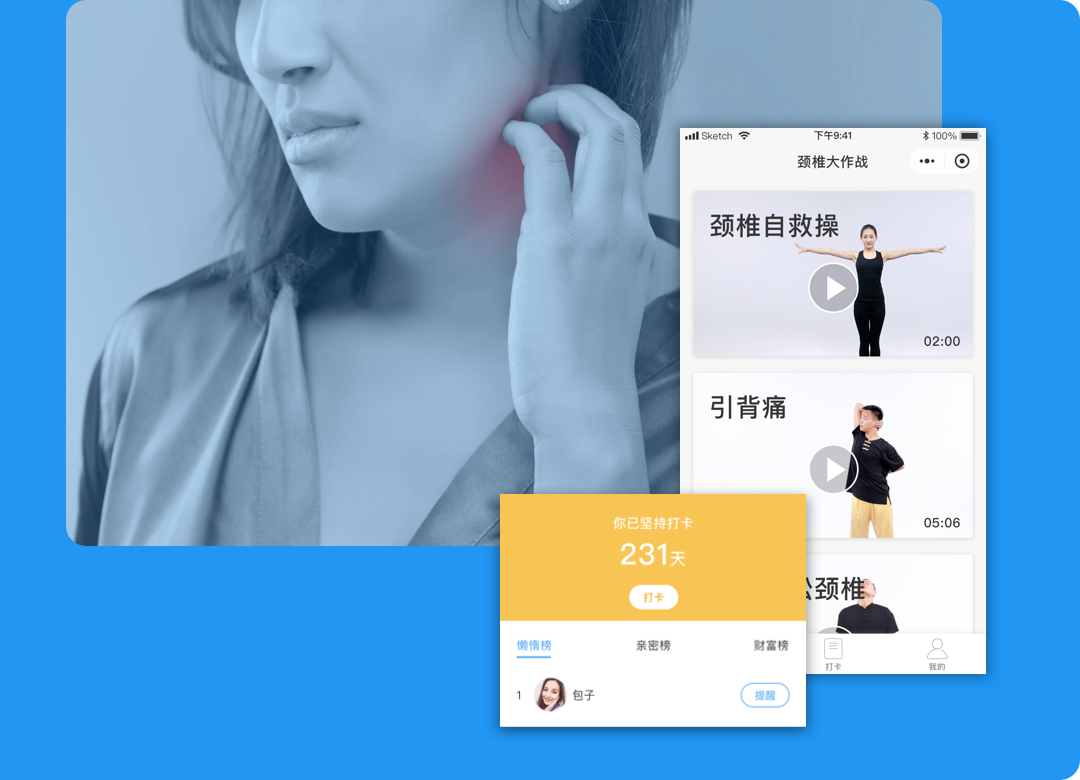 Sketch 下午9:41 100%
颈椎大作战
颈椎自救操
02:00
引背痛
05:06
颈椎
打卡 我的
你已坚持打卡
231天
打卡
懒惰榜 亲密榜 财富榜
1 包子 提醒